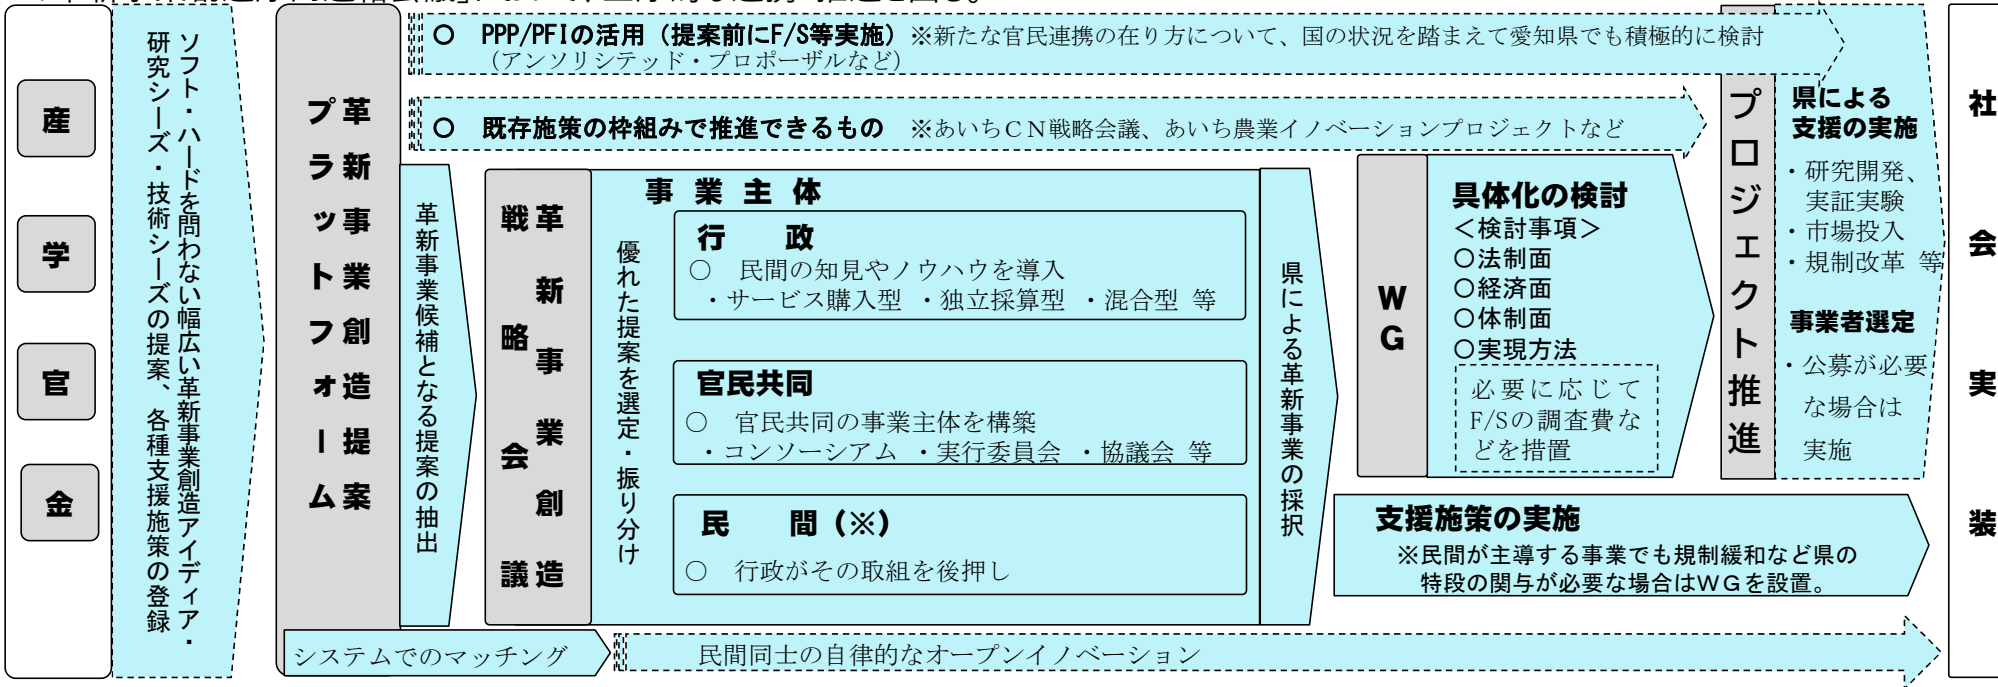 産
学
官
金
ソフト・ハードを問わない幅広い革新事業創造アイディア・
研究シーズ・技術シーズの提案、各種支援施策の登録
革新事業創造提案
プラットフォーム
○ PPP/PFIの活用（提案前にF/S等実施）※新たな官民連携の在り方について、国の状況を踏まえて愛知県でも積極的に検討
（アンソリシテッド・プロポーザルなど）
○ 既存施策の枠組みで推進できるもの ※あいちＣＮ戦略会議、あいち農業イノベーションプロジェクトなど
革新事業候補となる提案の抽出
革新事業創造
戦略会議
事業主体
優れた提案を選定・振り分け
行 政
○ 民間の知見やノウハウを導入
・サービス購入型 ・独立採算型 ・混合型 等
官民共同
○ 官民共同の事業主体を構築
・コンソーシアム ・実行委員会 ・協議会 等
民 間（※）
○ 行政がその取組を後押し
県による革新事業の採択
ＷＧ
具体化の検討
＜検討事項＞
○法制面
○経済面
○体制面
○実現方法
必要に応じて
F/Sの調査費な
どを措置
プロジェクト推進
県による
支援の実施
・研究開発、
実証実験
・市場投入
・規制改革 等
事業者選定
・公募が必要
な場合は
実施
支援施策の実施
※民間が主導する事業でも規制緩和など県の
特段の関与が必要な場合はＷＧを設置。
システムでのマッチング
民間同士の自律的なオープンイノベーション
社会実装